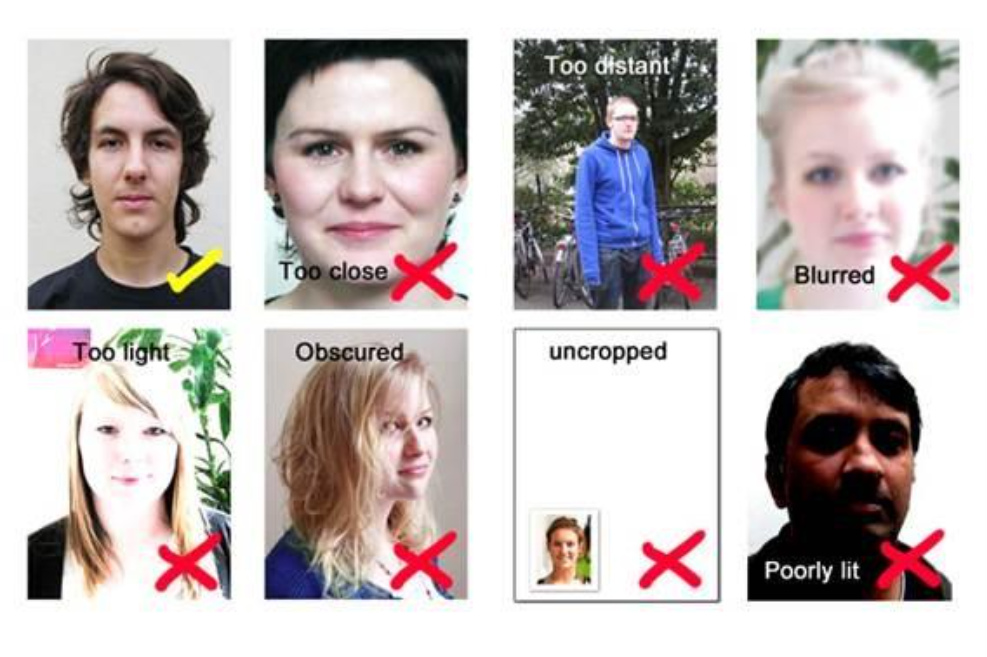 Too close
Too distant
Blurred
Too light
Obscured
uncropped
Poorly lit